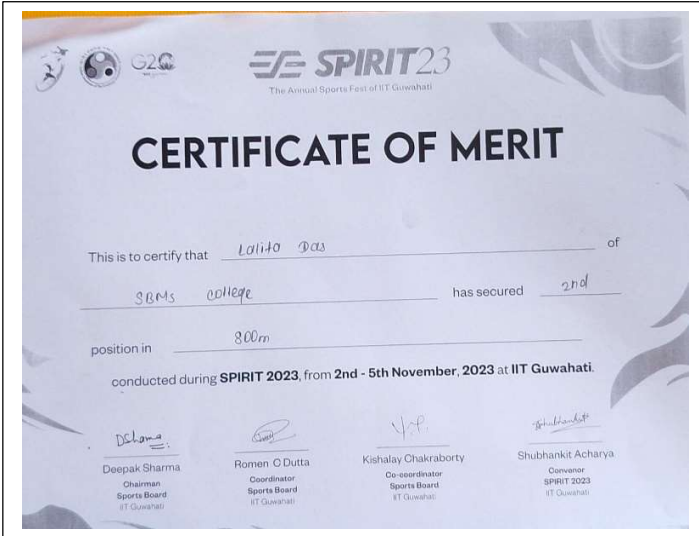 G20
SPIRIT23
The Annual Sports Fest of IIT Guwahati
CERTIFICATE OF MERIT
This is to certify that Lalita Das of
SBMS College has secured 2nd
position in 800m
conducted during SPIRIT 2023, from 2nd - 5th November, 2023 at IIT Guwahati.
DSharma
Shubhankit
Deepak Sharma
Romen C Dutta
Kishalay Chakraborty
Shubhankit Acharya
Chairman
Sports Board
IIT Guwahati
Coordinator
Sports Board
IIT Guwahati
Co-coordinator
Sports Board
IIT Guwahati
Convenor
SPIRIT 2023
IIT Guwahati